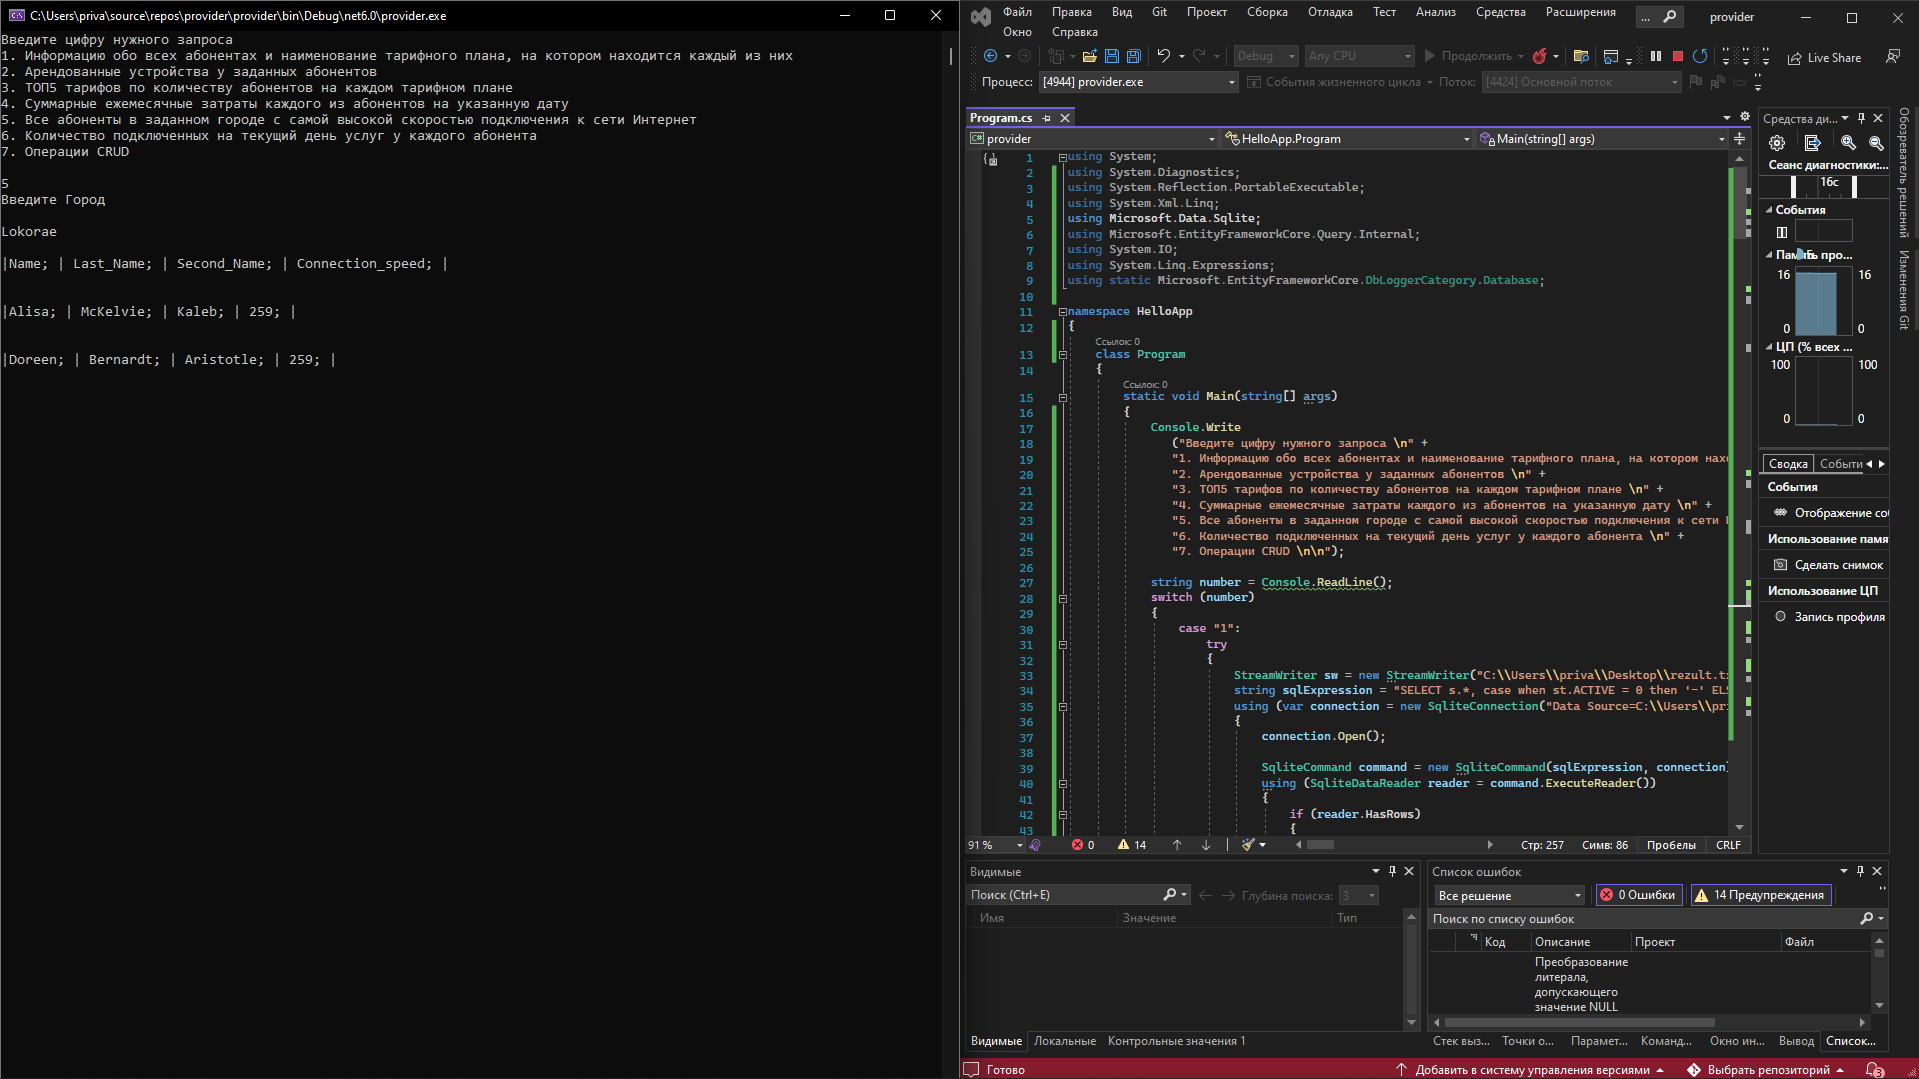 C:\Users\priva\source\repos\provider\provider\bin\Debug\net6.0\provider.exe
Введите цифру нужного запроса
1. Информацию обо всех абонентах и наименование тарифного плана, на котором находится каждый из них
2. Арендованные устройства у заданных абонентов
3. ТОП5 тарифов по количеству абонентов на каждом тарифном плане
4. Суммарные ежемесячные затраты каждого из абонентов на указанную дату
5. Все абоненты в заданном городе с самой высокой скоростью подключения к сети Интернет
6. Количество подключенных на текущий день услуг у каждого абонента
7. Операции CRUD
5
Введите Город
Lokorae
|Name; | Last_Name; | Second_Name; | Connection_speed; |
|Alisa; | McKelvie; | Kaleb; | 259; |
|Doreen; | Bernardt; | Aristotle; | 259; |
Файл Правка Вид Git Проект Сборка Отладка Тест Анализ Средства Расширения ... provider
Окно Справка
Debug Any CPU Продолжить Live Share
Процесс: [4944] provider.exe События жизненного цикла Поток: [4424] Основной поток
Program.cs
provider HelloApp.Program Main(string[] args)
1 using System;
2 using System.Diagnostics;
3 using System.Reflection.PortableExecutable;
4 using System.Xml.Linq;
5 using Microsoft.Data.Sqlite;
6 using Microsoft.EntityFrameworkCore.Query.Internal;
7 using System.IO;
8 using System.Linq.Expressions;
9 using static Microsoft.EntityFrameworkCore.DbLoggerCategory.Database;
10
11 namespace HelloApp
12 {
Ссылок: 0
13 class Program
14 {
Ссылок: 0
15 static void Main(string[] args)
16 {
17 Console.Write
18 ("Введите цифру нужного запроса \n" +
19 "1. Информацию обо всех абонентах и наименование тарифного плана, на котором нахо
20 "2. Арендованные устройства у заданных абонентов \n" +
21 "3. ТОП5 тарифов по количеству абонентов на каждом тарифном плане \n" +
22 "4. Суммарные ежемесячные затраты каждого из абонентов на указанную дату \n" +
23 "5. Все абоненты в заданном городе с самой высокой скоростью подключения к сети
24 "6. Количество подключенных на текущий день услуг у каждого абонента \n" +
25 "7. Операции CRUD \n\n");
26
27 string number = Console.ReadLine();
28 switch (number)
29 {
30 case "1":
31 try
32 {
33 StreamWriter sw = new StreamWriter("C:\\Users\\priva\\Desktop\\rezult.t
34 string sqlExpression = "SELECT s.*, case when st.ACTIVE = 0 then '-' ELS
35 using (var connection = new SqliteConnection("Data Source=C:\\Users\\pri
36 {
37 connection.Open();
38
39 SqliteCommand command = new SqliteCommand(sqlExpression, connection)
40 using (SqliteDataReader reader = command.ExecuteReader())
41 {
42 if (reader.HasRows)
43 {
91 % 0 14 Стр: 257 Симв: 86 Пробелы CRLF
Средства ди...
Сеанс диагностики:...
16с
События
Память про...
16 16
0 0
ЦП (% всех ...
100 100
0 0
Сводка Событи
События
Отображение соб
Использование памя
Сделать снимок
Использование ЦП
Запись профиля
Обозреватель решений
Изменения Git
Видимые
Поиск (Ctrl+E) Глубина поиска: 3
Имя Значение Тип
Видимые Локальные Контрольные значения 1
Список ошибок
Все решение 0 Ошибки 14 Предупреждения
Поиск по списку ошибок
Код Описание Проект Файл
Преобразование
литерала,
допускающего
значение NULL
Стек выз... Точки о... Парамет... Команд... Окно ин... Вывод Список...
Готово Добавить в систему управления версиями Выбрать репозиторий 3